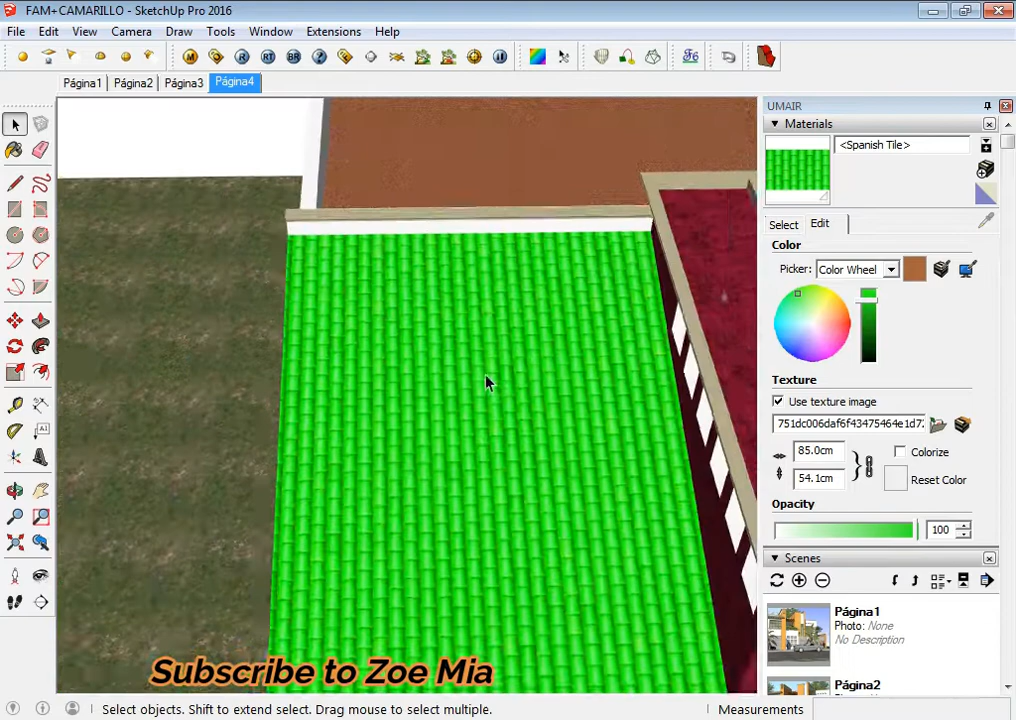 FAM+CAMARILLO - SketchUp Pro 2016
File Edit View Camera Draw Tools Window Extensions Help
M R RT BR
Página1 Página2 Página3 Página4
UMAIR
Materials
<Spanish Tile>
Select Edit
Color
Picker: Color Wheel
Texture
Use texture image
751dc006daf6f43475464e1d72
85.0cm Colorize
54.1cm Reset Color
Opacity
100
Scenes
Página1
Photo: None
No Description
Página2
Subscribe to Zoe Mia
Select objects. Shift to extend select. Drag mouse to select multiple. Measurements